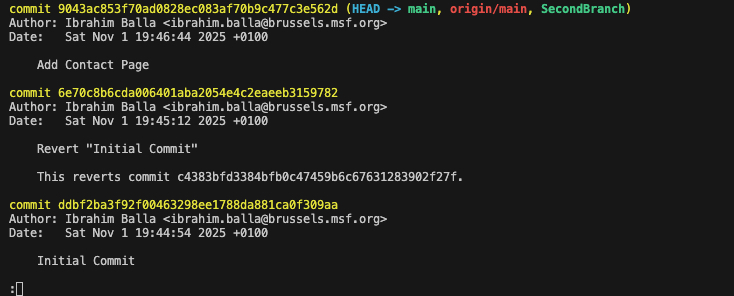 commit 9043ac853f70ad0828ec083af70b9c477c3e562d (HEAD -> main, origin/main, SecondBranch)
Author: Ibrahim Balla <ibrahim.balla@brussels.msf.org>
Date:   Sat Nov 1 19:46:44 2025 +0100
    Add Contact Page
commit 6e70c8b6cda006401aba2054e4c2eaeeb3159782
Author: Ibrahim Balla <ibrahim.balla@brussels.msf.org>
Date:   Sat Nov 1 19:45:12 2025 +0100
    Revert "Initial Commit"
    This reverts commit c4383bfd3384bfb0c47459b6c67631283902f27f.
commit ddbf2ba3f92f00463298ee1788da881ca0f309aa
Author: Ibrahim Balla <ibrahim.balla@brussels.msf.org>
Date:   Sat Nov 1 19:44:54 2025 +0100
    Initial Commit
: